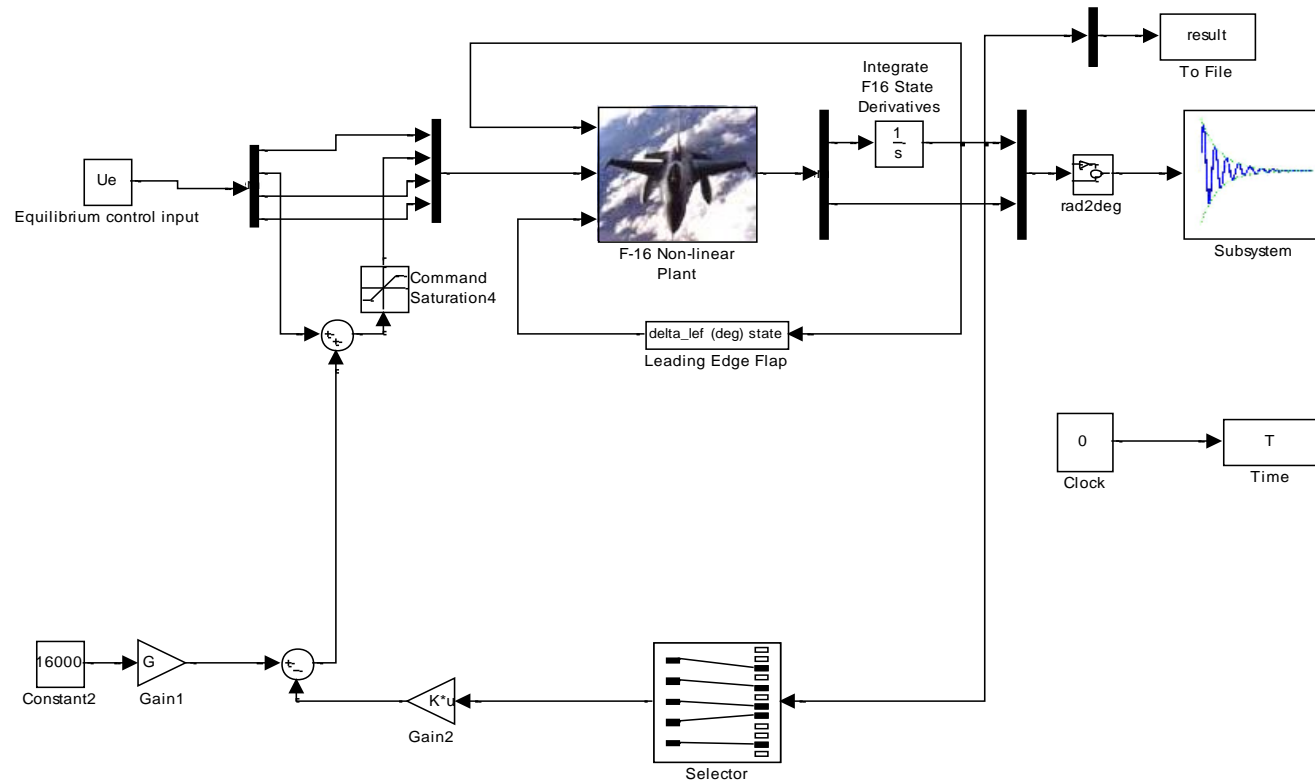 result
To File
Integrate
F16 State
Derivatives
1
s
Ue
Equilibrium control input
rad2deg
Subsystem
F-16 Non-linear
Plant
Command
Saturation4
delta_lef (deg) state
Leading Edge Flap
0
Clock
T
Time
16000
Constant2
G
Gain1
K*u
Gain2
Selector